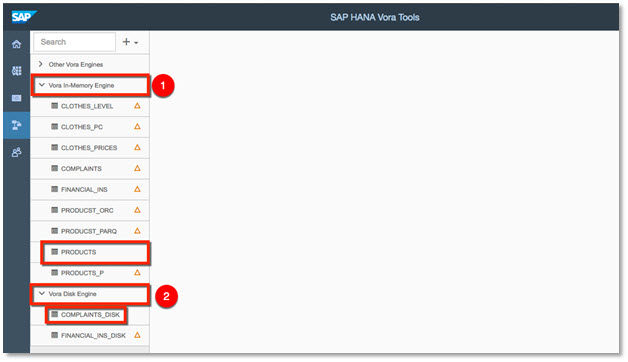 SAP
SAP HANA Vora Tools
Search
Other Vora Engines
Vora In-Memory Engine
1
CLOTHES_LEVEL
CLOTHES_PC
CLOTHES_PRICES
COMPLAINTS
FINANCIAL_INS
PRODUCST_ORC
PRODUCST_PARQ
PRODUCTS
PRODUCTS_P
Vora Disk Engine
2
COMPLAINTS_DISK
FINANCIAL_INS_DISK